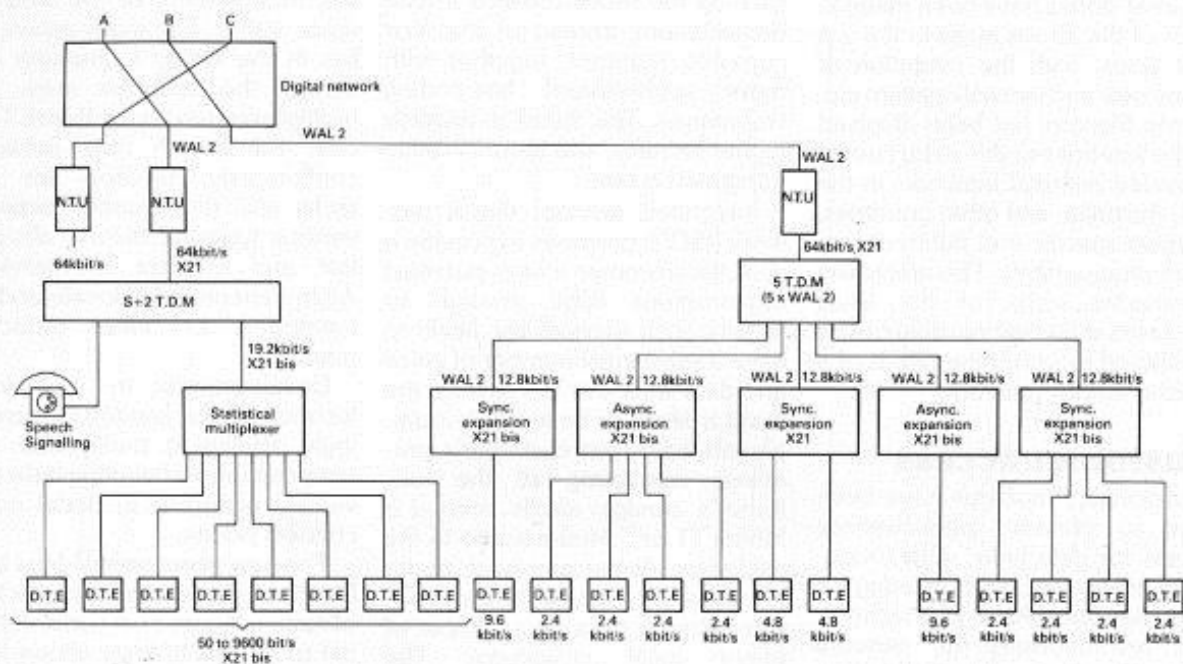 A B C
Digital network
WAL 2
WAL 2
WAL 2
N.T.U
N.T.U
N.T.U
64kbit/s
64kbit/s
X21
64kbit/s X21
S+2 T.D.M
5 T.D.M
(5 x WAL 2)
19.2kbit/s
X21 bis
Speech
Signalling
Statistical
multiplexer
WAL 2 12.8kbit/s
Sync.
expansion
X21 bis
WAL 2 12.8kbit/s
Async.
expansion
X21 bis
WAL 2 12.8kbit/s
Sync.
expansion
X21
WAL 2 12.8kbit/s
Async.
expansion
X21 bis
WAL 2 12.8kbit/s
Sync.
expansion
X21 bis
D.T.E D.T.E D.T.E D.T.E D.T.E D.T.E D.T.E D.T.E D.T.E D.T.E D.T.E D.T.E D.T.E D.T.E D.T.E D.T.E D.T.E D.T.E D.T.E
9.6 2.4 2.4 2.4 2.4 4.8 4.8 9.6 2.4 2.4 2.4 2.4
kbit/s kbit/s kbit/s kbit/s kbit/s kbit/s kbit/s kbit/s kbit/s kbit/s kbit/s kbit/s
50 to 9600 bit/s
X21 bis